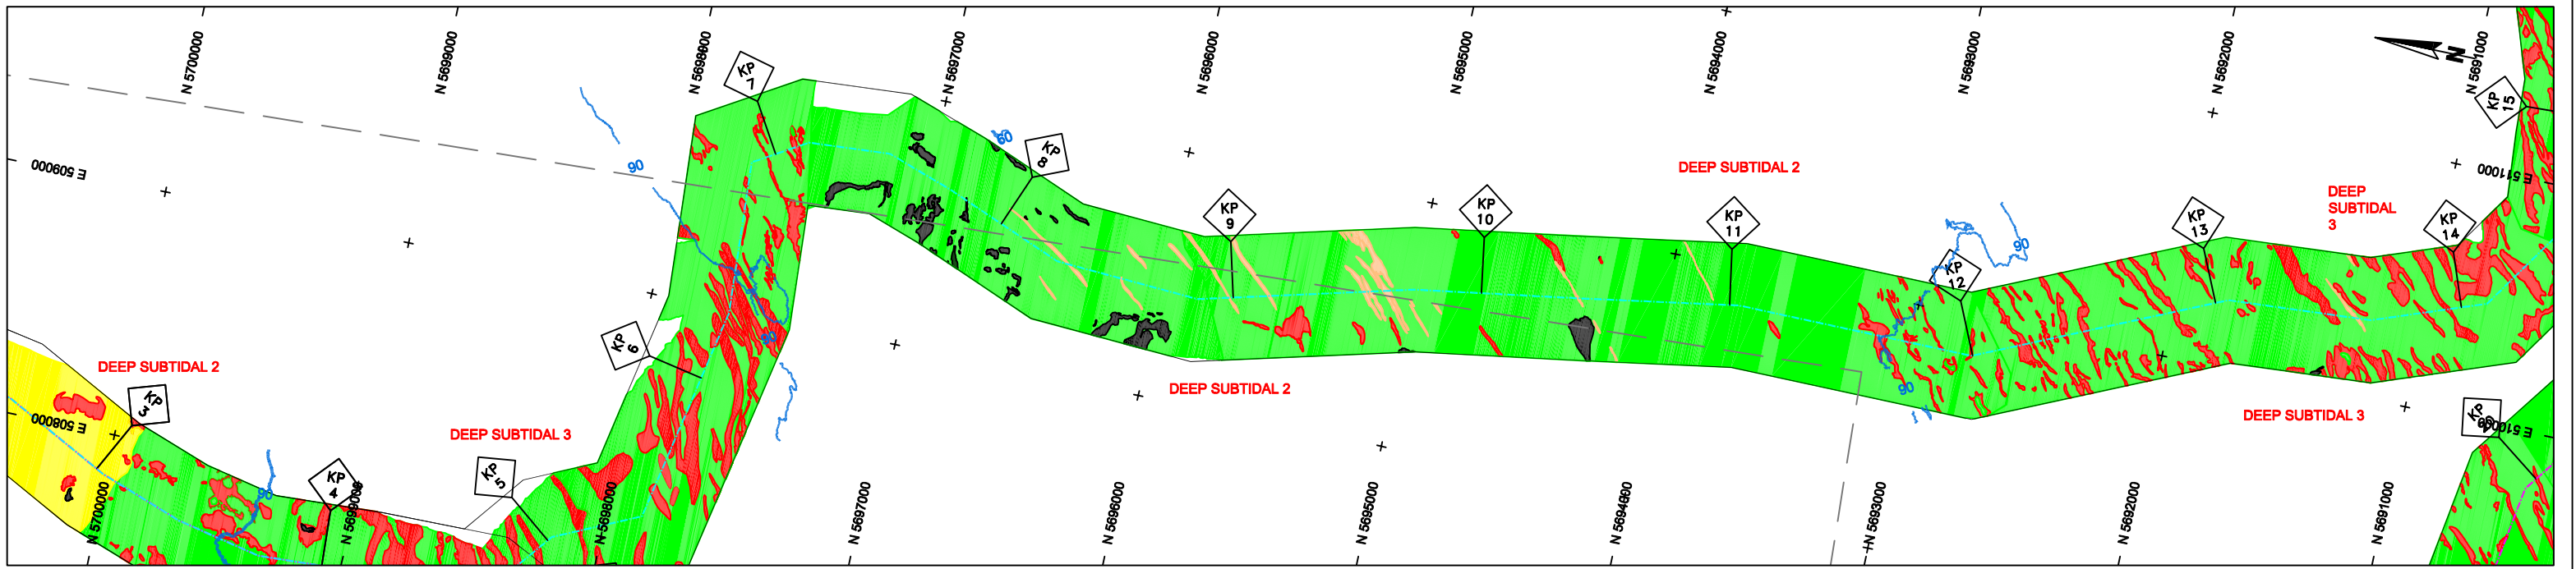 N 5700000
N 5699000
N 5698000
N 5697000
N 5696000
N 5695000
N 5694000
N 5693000
N 5692000
N 5691000
N
KP
7
KP
15
60
KP
8
90
E 509000
DEEP SUBTIDAL 2
E 511000
DEEP
SUBTIDAL
3
KP
9
KP
10
KP
11
KP
13
KP
14
90
KP
12
90
KP
6
DEEP SUBTIDAL 2
DEEP SUBTIDAL 2
90
KP
3
E 508000
DEEP SUBTIDAL 3
DEEP SUBTIDAL 3
KP
E 510000
KP
4
KP
5
90
N 5700000
N 5699000
N 5698000
N 5697000
N 5696000
N 5695000
N 5694000
N 5693000
N 5692000
N 5691000